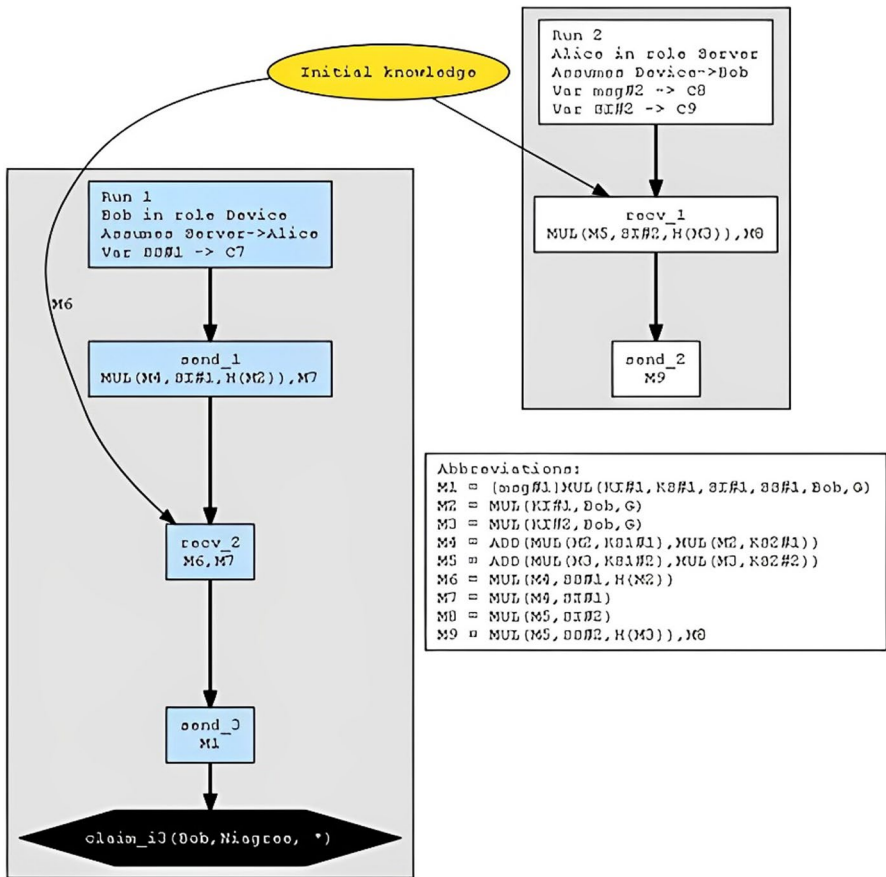 Initial knowledge
Run 2
Alice in role Server
Assumes Device->Bob
Var msg#2 -> C8
Var SI#2 -> C9
recv_1
MUL(M5,SI#2,H(M3)),M8
send_2
M9
Run 1
Bob in role Device
Assumes Server->Alice
Var SS#1 -> C7
M6
send_1
MUL(M4,SI#1,H(M2)),M7
recv_2
M6,M7
send_3
M1
claim_i3(Bob,Niagree, *)
Abbreviations:
M1 = {msg#1}MUL(KI#1,KS#1,SI#1,SS#1,Bob,G)
M2 = MUL(KI#1,Bob,G)
M3 = MUL(KI#2,Bob,G)
M4 = ADD(MUL(M2,KS1#1),MUL(M2,KS2#1))
M5 = ADD(MUL(M3,KS1#2),MUL(M3,KS2#2))
M6 = MUL(M4,SS#1,H(M2))
M7 = MUL(M4,SI#1)
M8 = MUL(M5,SI#2)
M9 = MUL(M5,SS#2,H(M3)),M8